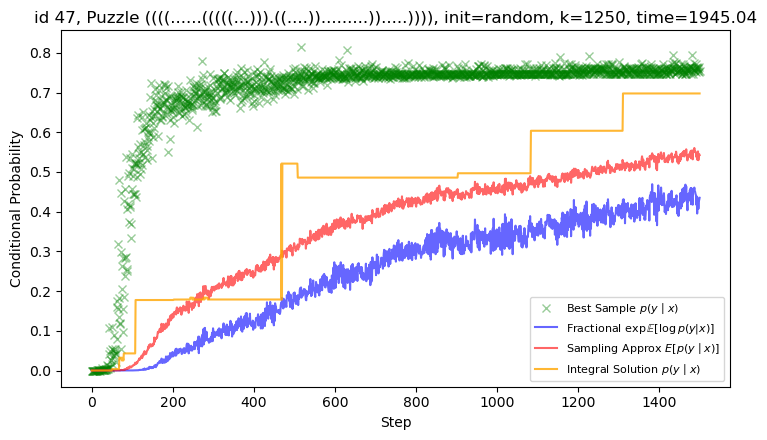 id 47, Puzzle ((((......(((((...))).((....)).........)).....)))), init=random, k=1250, time=1945.04
0.8
0.7
0.6
0.5
0.4
0.3
0.2
0.1
0.0
Conditional Probability
0
200
400
600
800
1000
1200
1400
Step
Best Sample p(y | x)
Fractional exp𝔼[log p(y|x)]
Sampling Approx E[p(y | x)]
Integral Solution p(y | x)